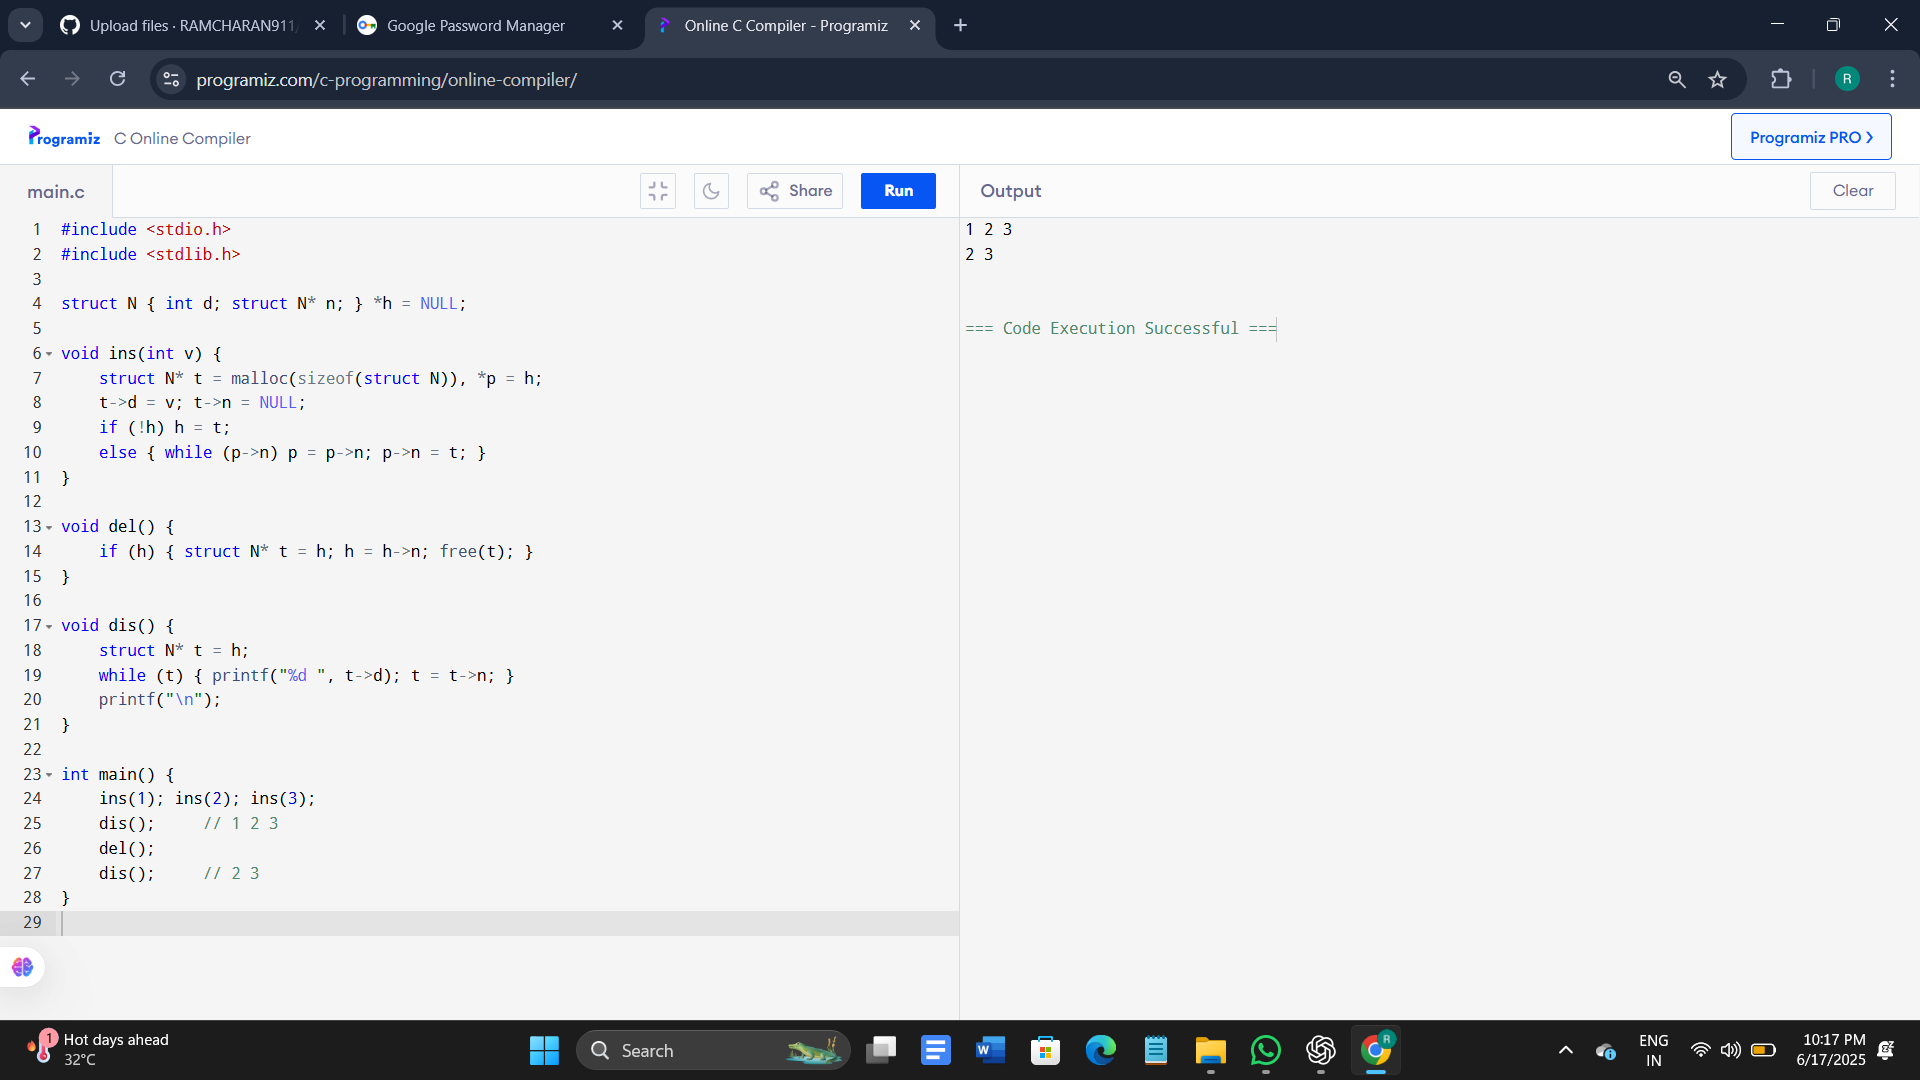 Upload files · RAMCHARAN911/
Google Password Manager
Online C Compiler - Programiz
programiz.com/c-programming/online-compiler/
R
Programiz C Online Compiler
Programiz PRO
main.c
Share
Run
Output
Clear
1 #include <stdio.h>
2 #include <stdlib.h>
3
4 struct N { int d; struct N* n; } *h = NULL;
5
6 void ins(int v) {
7     struct N* t = malloc(sizeof(struct N)), *p = h;
8     t->d = v; t->n = NULL;
9     if (!h) h = t;
10     else { while (p->n) p = p->n; p->n = t; }
11 }
12
13 void del() {
14     if (h) { struct N* t = h; h = h->n; free(t); }
15 }
16
17 void dis() {
18     struct N* t = h;
19     while (t) { printf("%d ", t->d); t = t->n; }
20     printf("\n");
21 }
22
23 int main() {
24     ins(1); ins(2); ins(3);
25     dis();     // 1 2 3
26     del();
27     dis();     // 2 3
28 }
29
1 2 3
2 3
=== Code Execution Successful ===
1
Hot days ahead
32°C
Search
W
R
ENG
IN
10:17 PM
6/17/2025